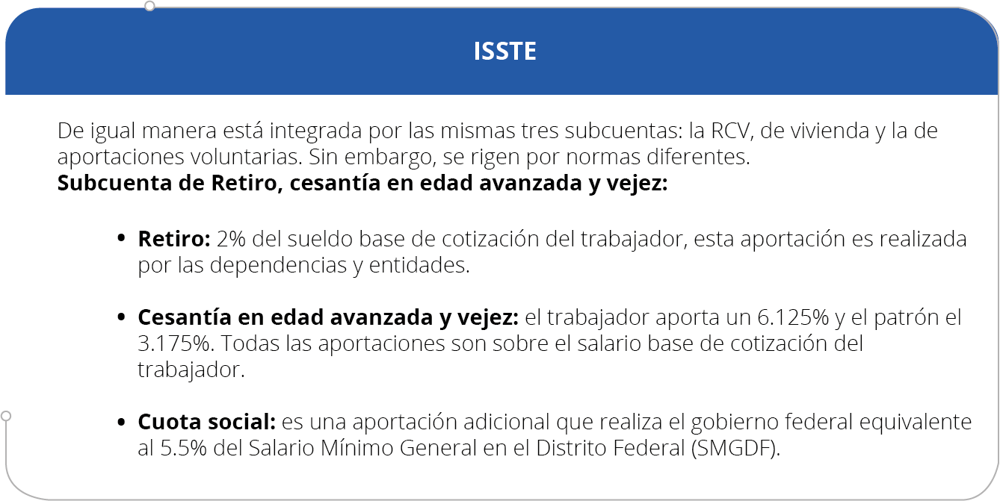 ISSTE
De igual manera está integrada por las mismas tres subcuentas: la RCV, de vivienda y la de
aportaciones voluntarias. Sin embargo, se rigen por normas diferentes.
Subcuenta de Retiro, cesantía en edad avanzada y vejez:
• Retiro: 2% del sueldo base de cotización del trabajador, esta aportación es realizada
por las dependencias y entidades.
• Cesantía en edad avanzada y vejez: el trabajador aporta un 6.125% y el patrón el
3.175%. Todas las aportaciones son sobre el salario base de cotización del
trabajador.
• Cuota social: es una aportación adicional que realiza el gobierno federal equivalente
al 5.5% del Salario Mínimo General en el Distrito Federal (SMGDF).